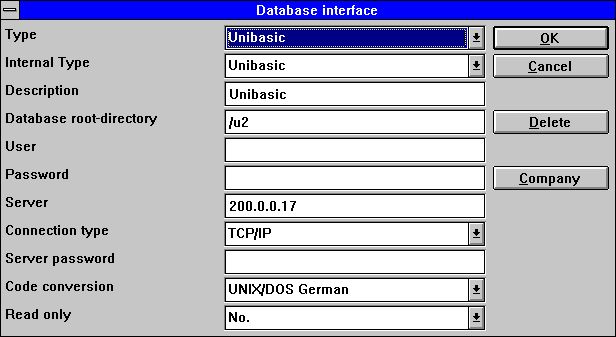 Database interface
Type Unibasic OK
Internal Type Unibasic Cancel
Description Unibasic
Database root-directory /u2 Delete
User
Password Company
Server 200.0.0.17
Connection type TCP/IP
Server password
Code conversion UNIX/DOS German
Read only No.